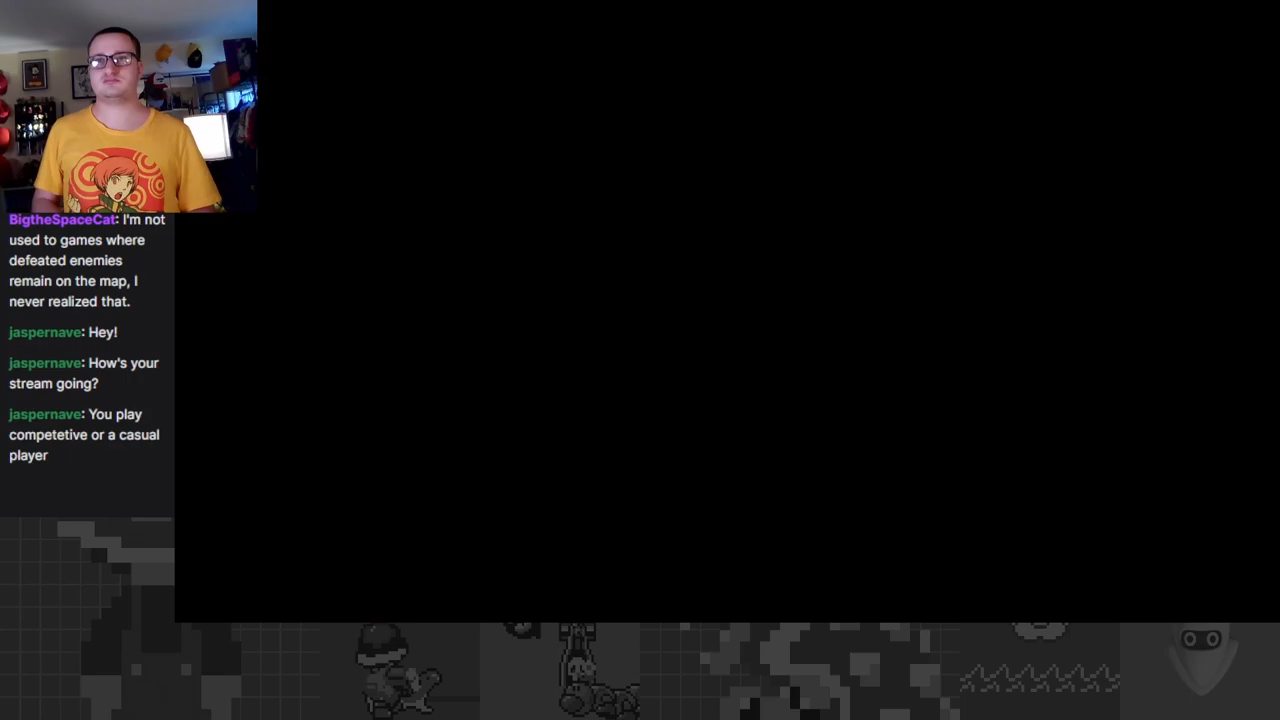 BigtheSpaceCat: I'm not
used to games where
defeated enemies
remain on the map, I
never realized that.
jaspernave: Hey!
jaspernave: How's your
stream going?
jaspernave: You play
competetive or a casual
player